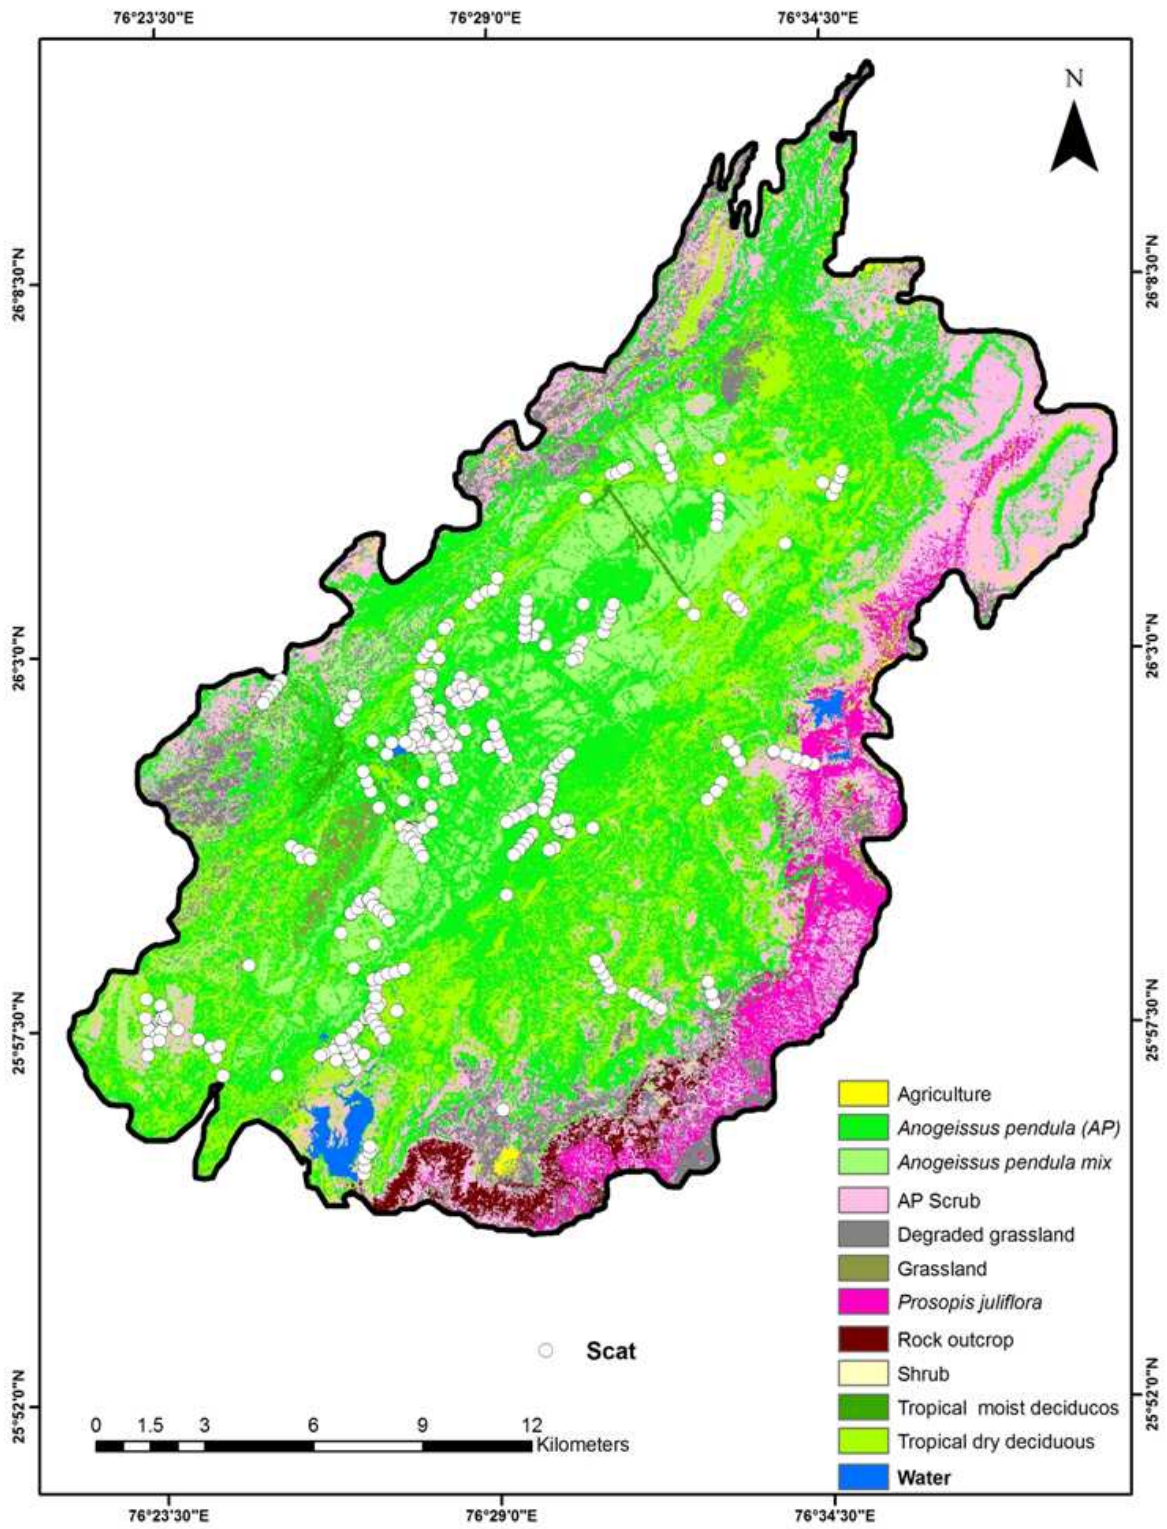 76°23'30"E 76°29'0"E 76°34'30"E
N
26°8'30"N 26°8'30"N
26°3'0"N 26°3'0"N
25°57'30"N 25°57'30"N
Agriculture
Anogeissus pendula (AP)
Anogeissus pendula mix
AP Scrub
Degraded grassland
Grassland
Prosopis juliflora
Rock outcrop
Scat
Shrub
25°52'0"N 25°52'0"N
Tropical moist deciducos
0 1.5 3 6 9 12
Kilometers
Tropical dry deciduous
Water
76°23'30"E 76°29'0"E 76°34'30"E